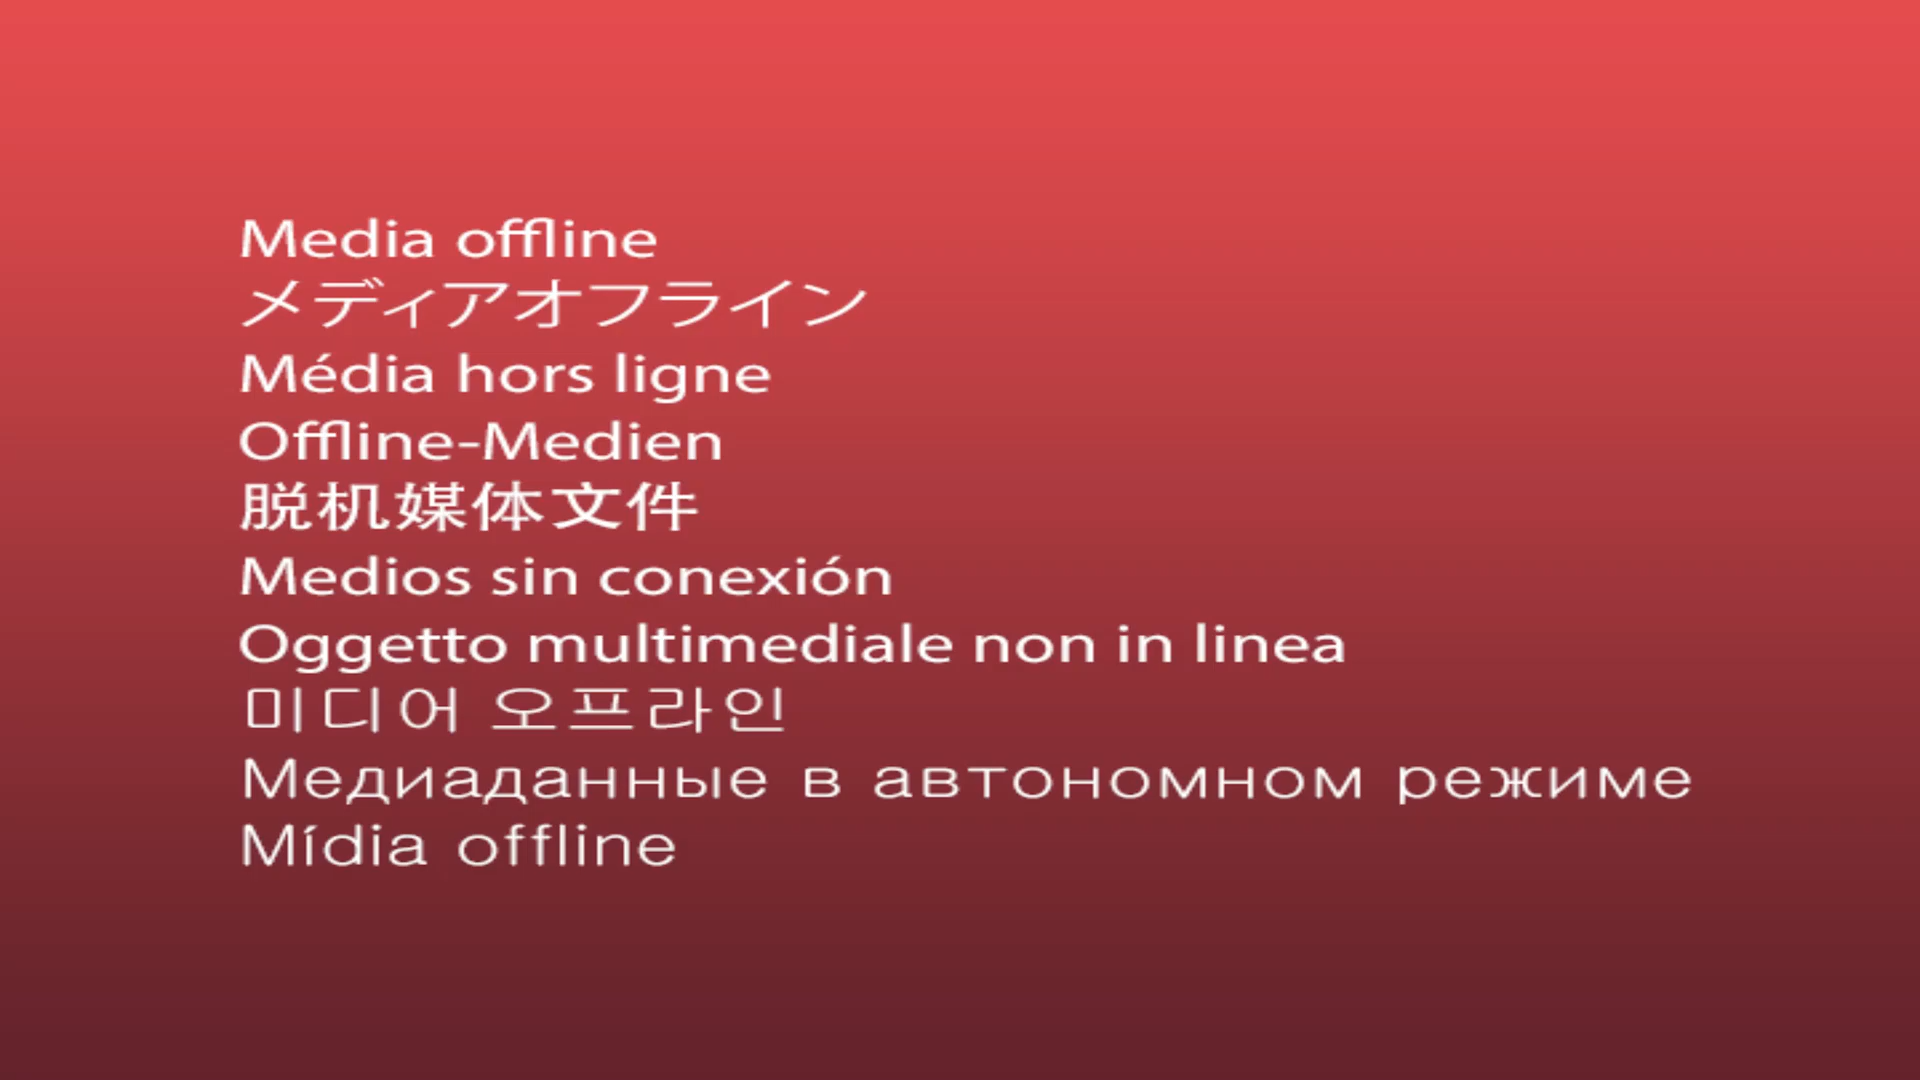 Media offline
メディアオフライン
Média hors ligne
Offline-Medien
脱机媒体文件
Medios sin conexión
Oggetto multimediale non in linea
미디어 오프라인
Медиаданные в автономном режиме
Mídia offline